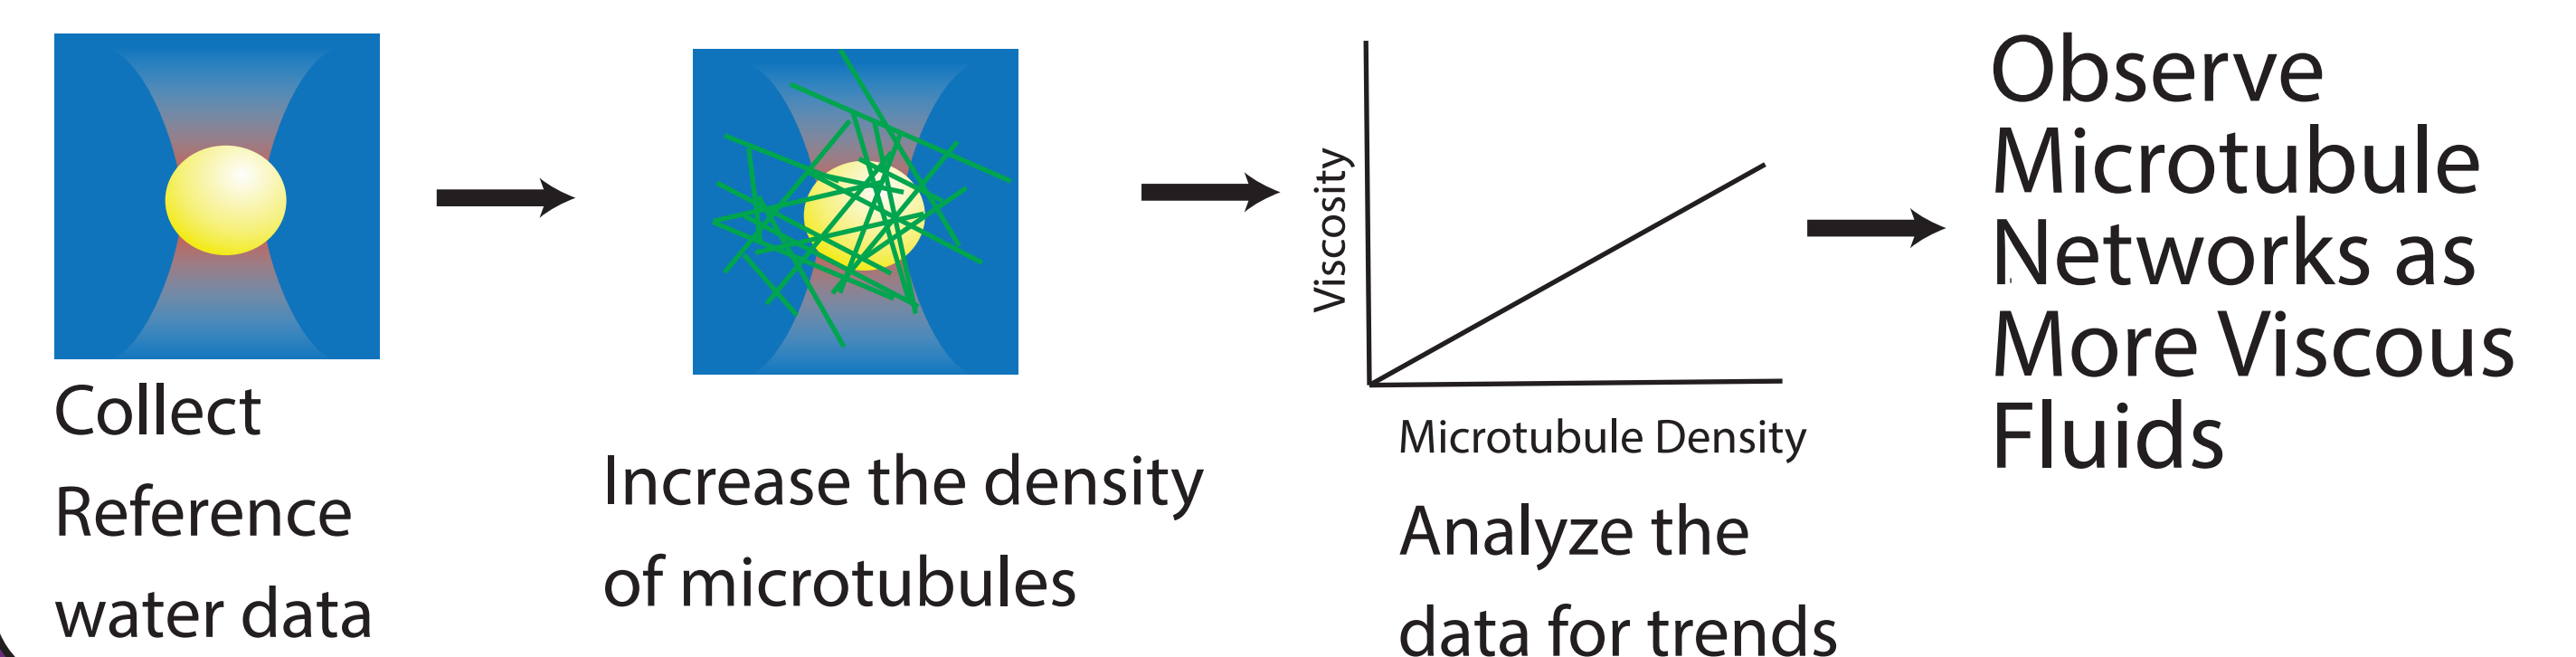 Collect
Reference
water data
Increase the density
of microtubules
Viscosity
Microtubule Density
Analyze the
data for trends
Observe
Microtubule
Networks as
More Viscous
Fluids